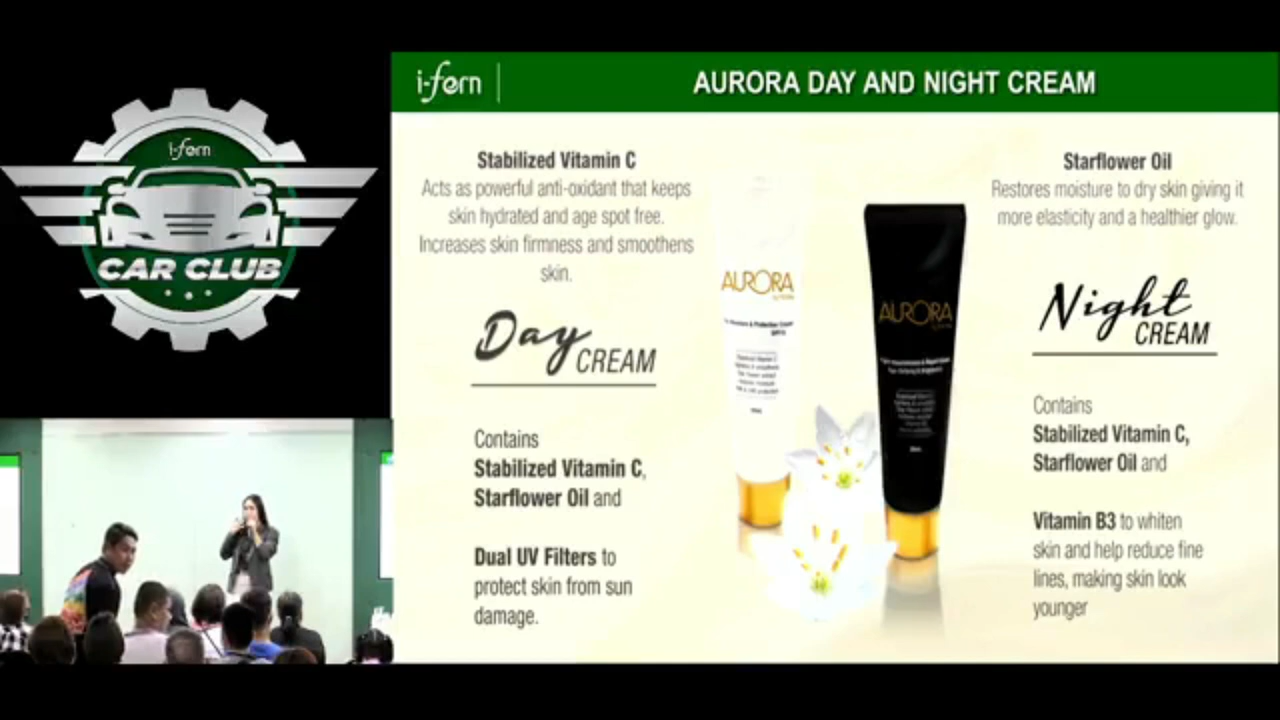 i-fern
CAR CLUB
i-fern
AURORA DAY AND NIGHT CREAM
Stabilized Vitamin C
Acts as powerful anti-oxidant that keeps
skin hydrated and age spot free.
Increases skin firmness and smoothens
skin.
Day
CREAM
Contains
Stabilized Vitamin C,
Starflower Oil and
Dual UV Filters to
protect skin from sun
damage.
AURORA
AURORA
Starflower Oil
Restores moisture to dry skin giving it
more elasticity and a healthier glow.
Night
CREAM
Contains
Stabilized Vitamin C,
Starflower Oil and
Vitamin B3 to whiten
skin and help reduce fine
lines, making skin look
younger